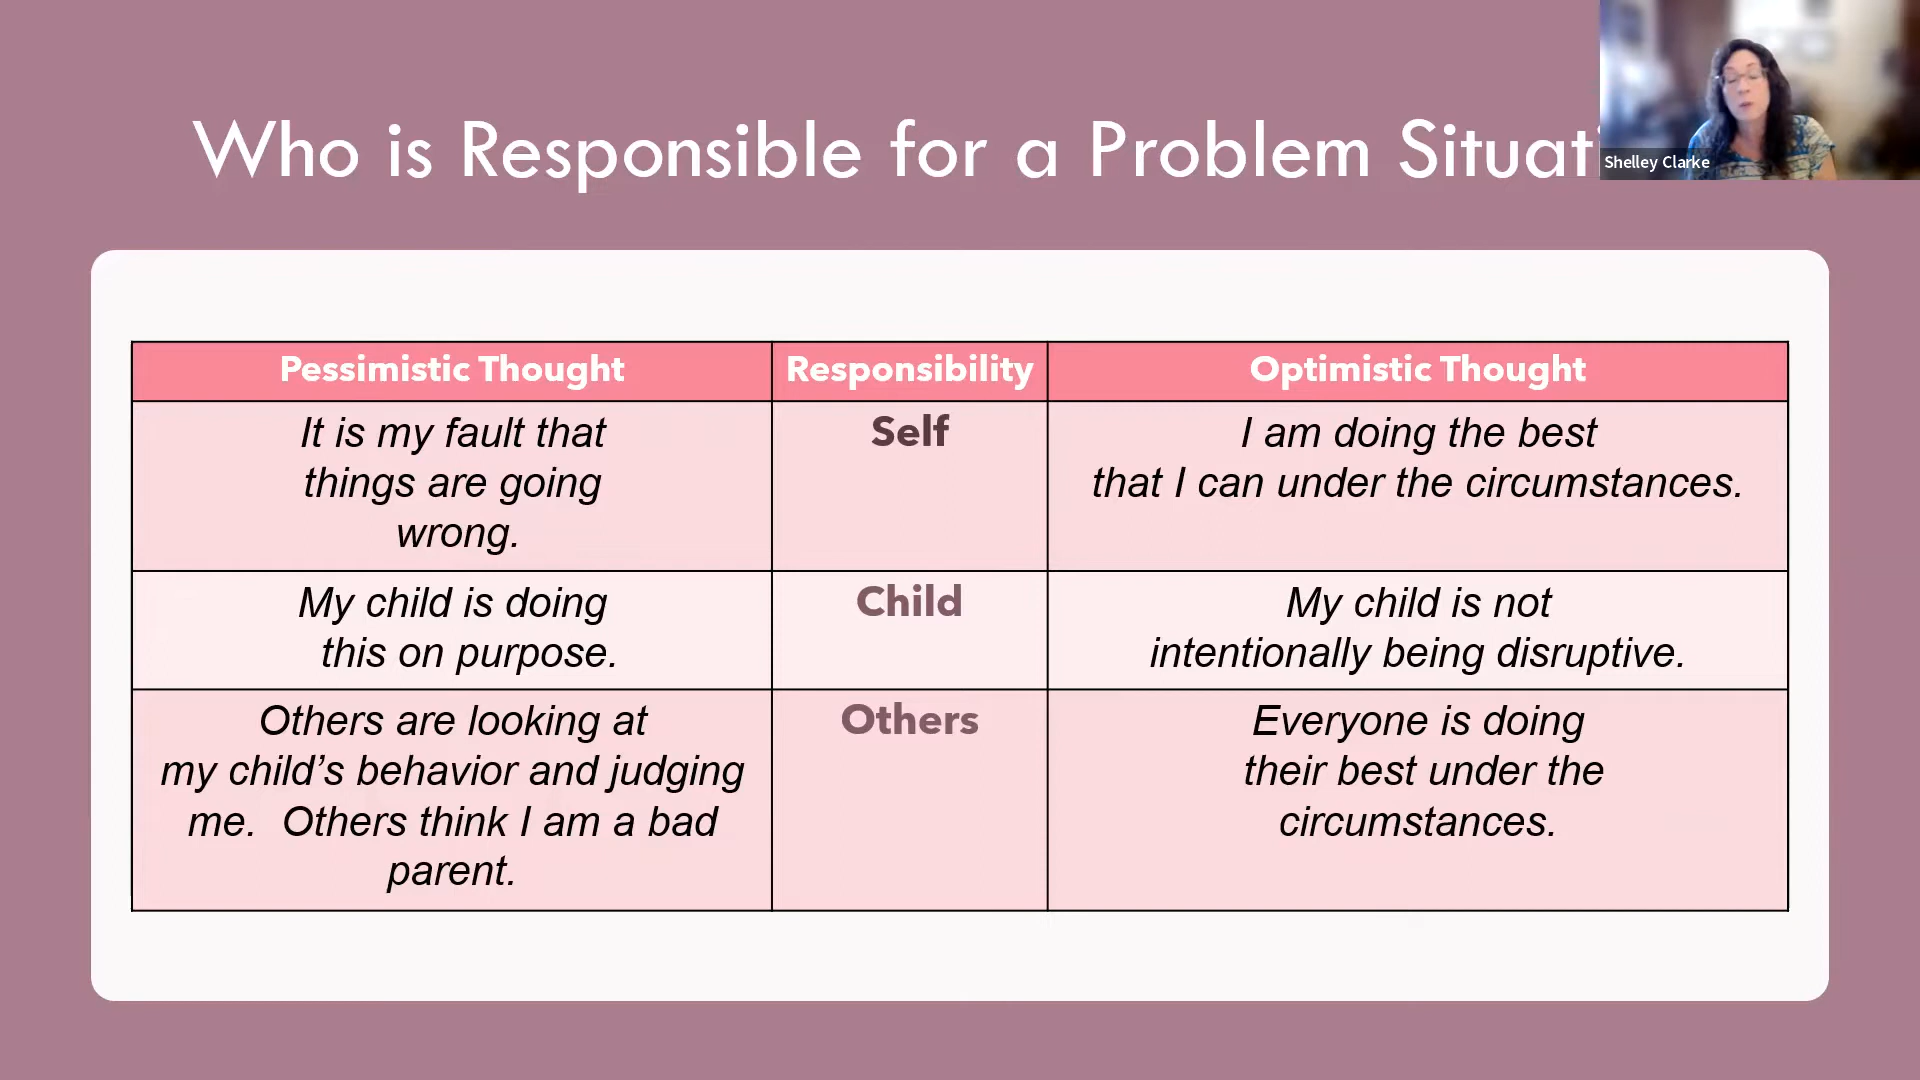 Who is Responsible for a Problem Situat
Shelley Clarke
Pessimistic Thought
Responsibility
Optimistic Thought
It is my fault that
things are going
wrong.
Self
I am doing the best
that I can under the circumstances.
My child is doing
this on purpose.
Child
My child is not
intentionally being disruptive.
Others are looking at
my child’s behavior and judging
me.  Others think I am a bad
parent.
Others
Everyone is doing
their best under the
circumstances.